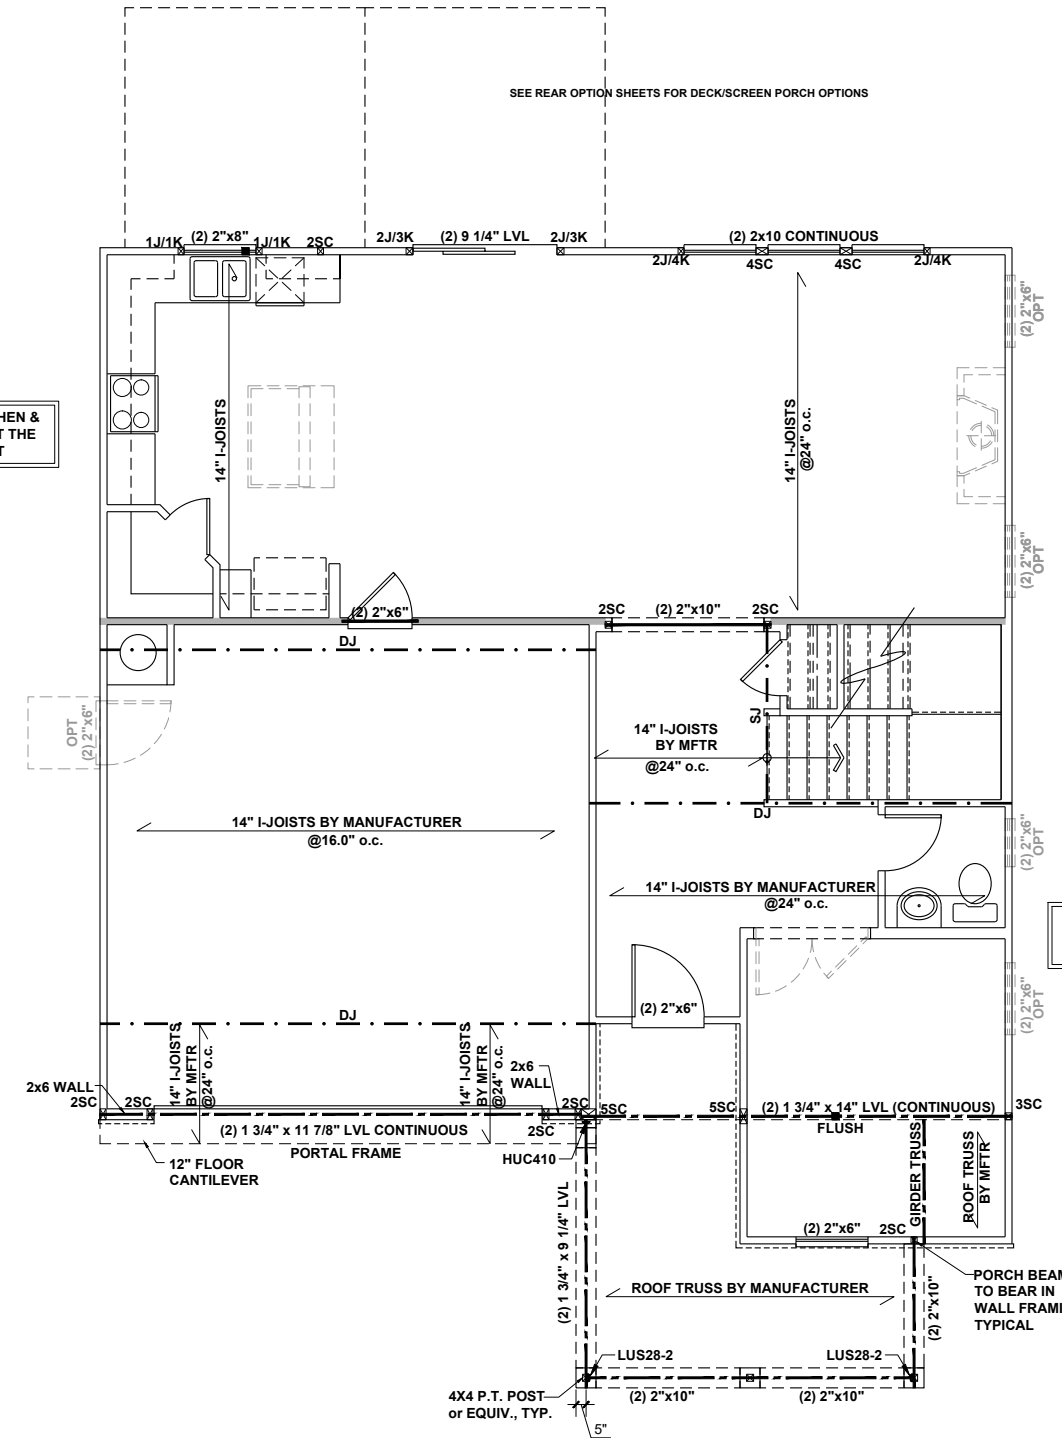 SEE REAR OPTION SHEETS FOR DECK/SCREEN PORCH OPTIONS
1J/1K
(2) 2"x8"
1J/1K
2SC
2J/3K
(2) 9 1/4" LVL
2J/3K
(2) 2x10 CONTINUOUS
2J/4K
4SC
4SC
2J/4K
(2) 2"x6"
OPT
HEN &
T THE
T
14" I-JOISTS
14" I-JOISTS
@24" o.c.
(2) 2"x6"
OPT
(2) 2"x6"
2SC
(2) 2"x10"
2SC
DJ
OPT
(2) 2"x6"
14" I-JOISTS
BY MFTR
@24" o.c.
SJ
DJ
14" I-JOISTS BY MANUFACTURER
@16.0" o.c.
(2) 2"x6"
OPT
14" I-JOISTS BY MANUFACTURER
@24" o.c.
(2) 2"x6"
OPT
(2) 2"x6"
DJ
14" I-JOISTS
BY MFTR
@24" o.c.
14" I-JOISTS
BY MFTR
@24" o.c.
2x6 WALL
2SC
2SC
2x6
WALL
2SC
5SC
5SC
(2) 1 3/4" x 14" LVL (CONTINUOUS)
FLUSH
3SC
(2) 1 3/4" x 11 7/8" LVL CONTINUOUS
2SC
PORTAL FRAME
HUC410
12" FLOOR
CANTILEVER
GIRDER TRUSS
ROOF TRUSS
BY MFTR
(2) 1 3/4" x 9 1/4" LVL
(2) 2"x6"
2SC
ROOF TRUSS BY MANUFACTURER
(2) 2"x10"
PORCH BEAM
TO BEAR IN
WALL FRAMI
TYPICAL
LUS28-2
LUS28-2
4X4 P.T. POST
or EQUIV., TYP.
(2) 2"x10"
(2) 2"x10"
5"